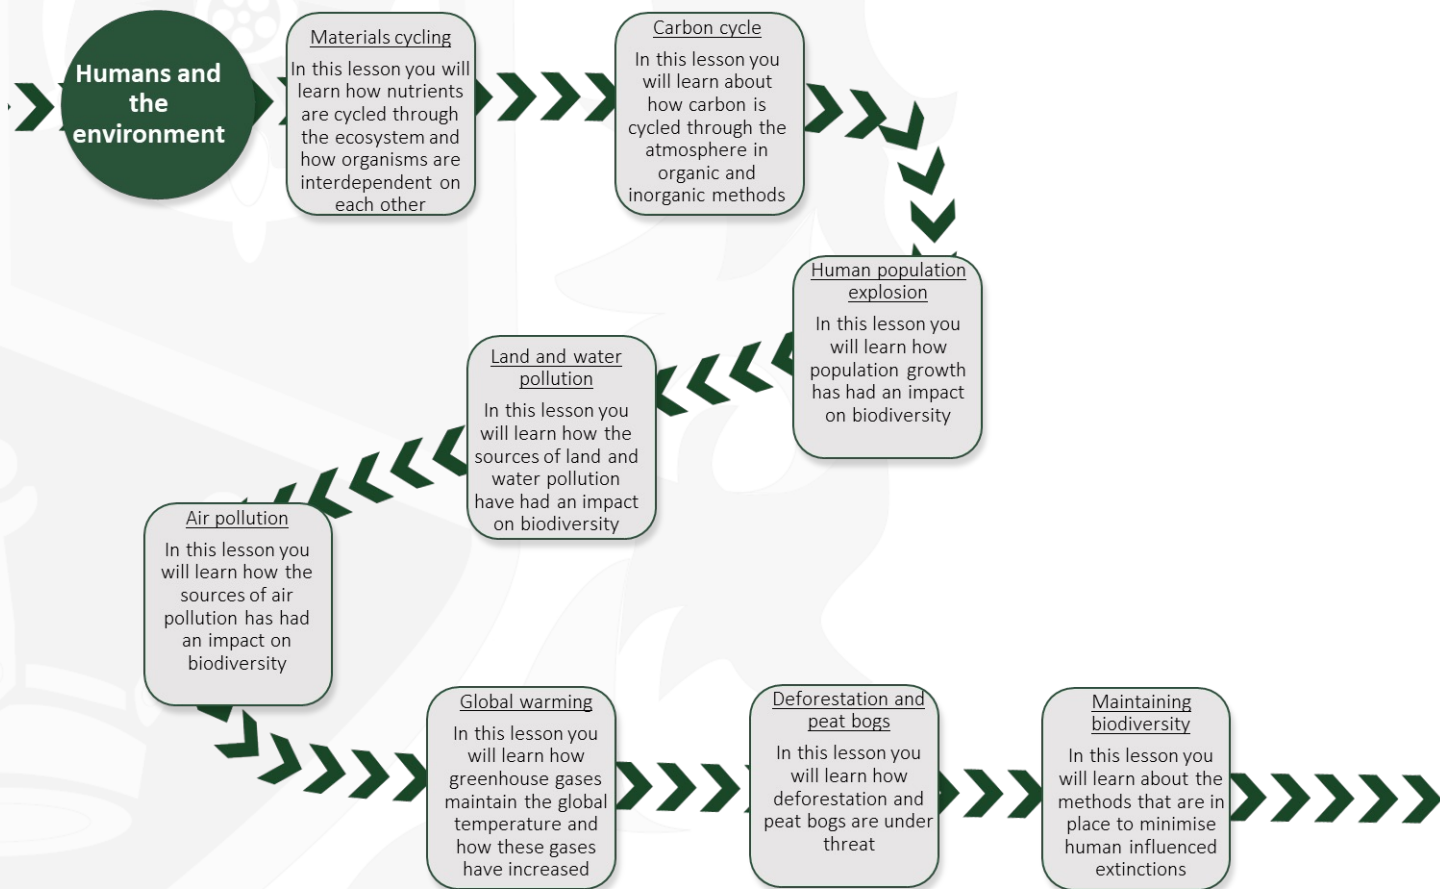 Humans and
the
environment
Materials cycling
In this lesson you will
learn how nutrients
are cycled through
the ecosystem and
how organisms are
interdependent on
each other
Carbon cycle
In this lesson you
will learn about
how carbon is
cycled through the
atmosphere in
organic and
inorganic methods
Human population
explosion
In this lesson you
will learn how
population growth
has had an impact
on biodiversity
Land and water
pollution
In this lesson you
will learn how the
sources of land and
water pollution
have had an impact
on biodiversity
Air pollution
In this lesson you
will learn how the
sources of air
pollution has had
an impact on
biodiversity
Global warming
In this lesson you
will learn how
greenhouse gases
maintain the global
temperature and
how these gases
have increased
Deforestation and
peat bogs
In this lesson you
will learn how
deforestation and
peat bogs are under
threat
Maintaining
biodiversity
In this lesson you
will learn about the
methods that are in
place to minimise
human influenced
extinctions